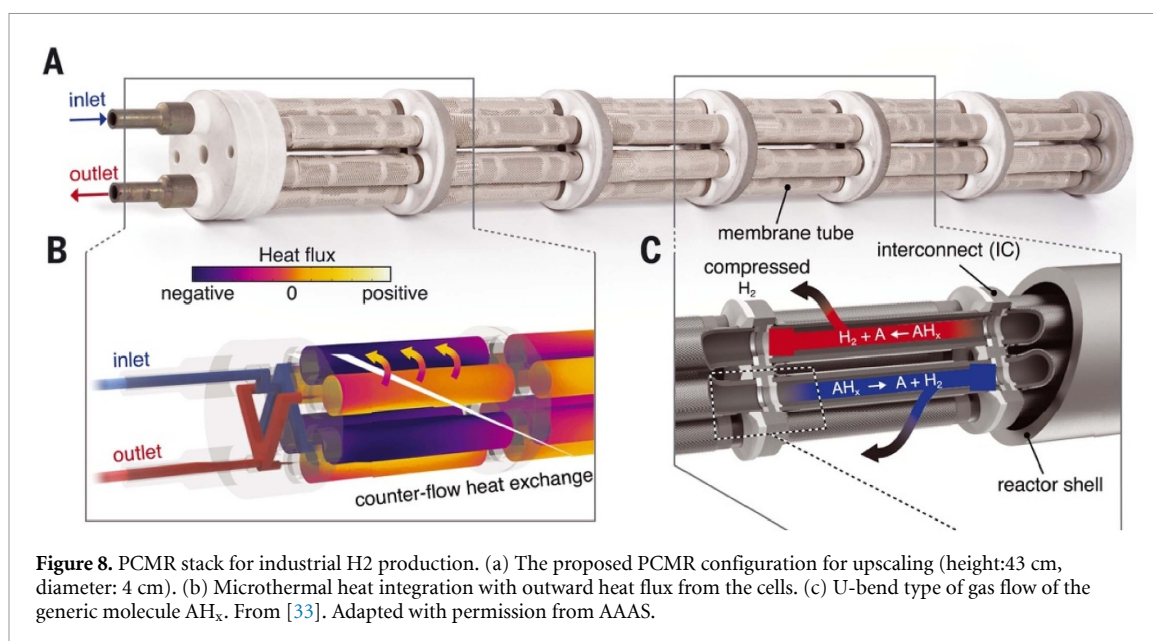 A
inlet
outlet
membrane tube
B
Heat flux
negative 0 positive
inlet
outlet
counter-flow heat exchange
C
interconnect (IC)
compressed
H₂
H₂ + A ← AHₓ
AHₓ → A + H₂
reactor shell
Figure 8. PCMR stack for industrial H2 production. (a) The proposed PCMR configuration for upscaling (height:43 cm,
diameter: 4 cm). (b) Microthermal heat integration with outward heat flux from the cells. (c) U-bend type of gas flow of the
generic molecule AHₓ. From [33]. Adapted with permission from AAAS.